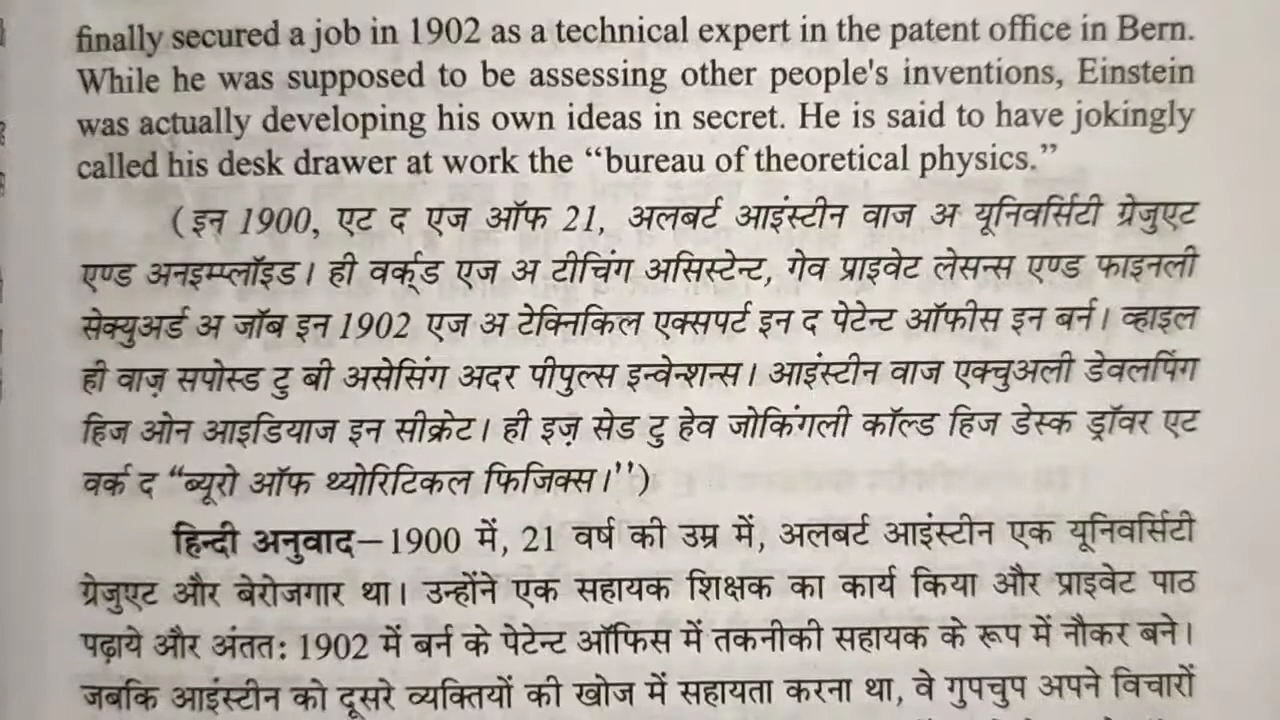 finally secured a job in 1902 as a technical expert in the patent office in Bern.
While he was supposed to be assessing other people's inventions, Einstein
was actually developing his own ideas in secret. He is said to have jokingly
called his desk drawer at work the “bureau of theoretical physics.”
(इन 1900, एट द एज ऑफ 21, अलबर्ट आइंस्टीन वाज अ यूनिवर्सिटी ग्रेजुएट
एण्ड अनइम्प्लॉइड। ही वर्क्ड एज अ टीचिंग असिस्टेन्ट, गेव प्राइवेट लेसन्स एण्ड फाइनली
सेक्युअर्ड अ जॉब इन 1902 एज अ टेक्निकिल एक्सपर्ट इन द पेटेन्ट ऑफीस इन बर्न। व्हाइल
ही वाज़ सपोस्ड टु बी असेसिंग अदर पीपुल्स इन्वेन्शन्स। आइंस्टीन वाज एक्चुअली डेवलपिंग
हिज ओन आइडियाज इन सीक्रेट। ही इज़ सेड टु हेव जोकिंगली कॉल्ड हिज डेस्क ड्रॉवर एट
वर्क द “ब्यूरो ऑफ थ्योरिटिकल फिजिक्स।’’)
हिन्दी अनुवाद–1900 में, 21 वर्ष की उम्र में, अलबर्ट आइंस्टीन एक यूनिवर्सिटी
ग्रेजुएट और बेरोजगार था। उन्होंने एक सहायक शिक्षक का कार्य किया और प्राइवेट पाठ
पढ़ाये और अंतत: 1902 में बर्न के पेटेन्ट ऑफिस में तकनीकी सहायक के रूप में नौकर बने।
जबकि आइंस्टीन को दूसरे व्यक्तियों की खोज में सहायता करना था, वे गुपचुप अपने विचारों